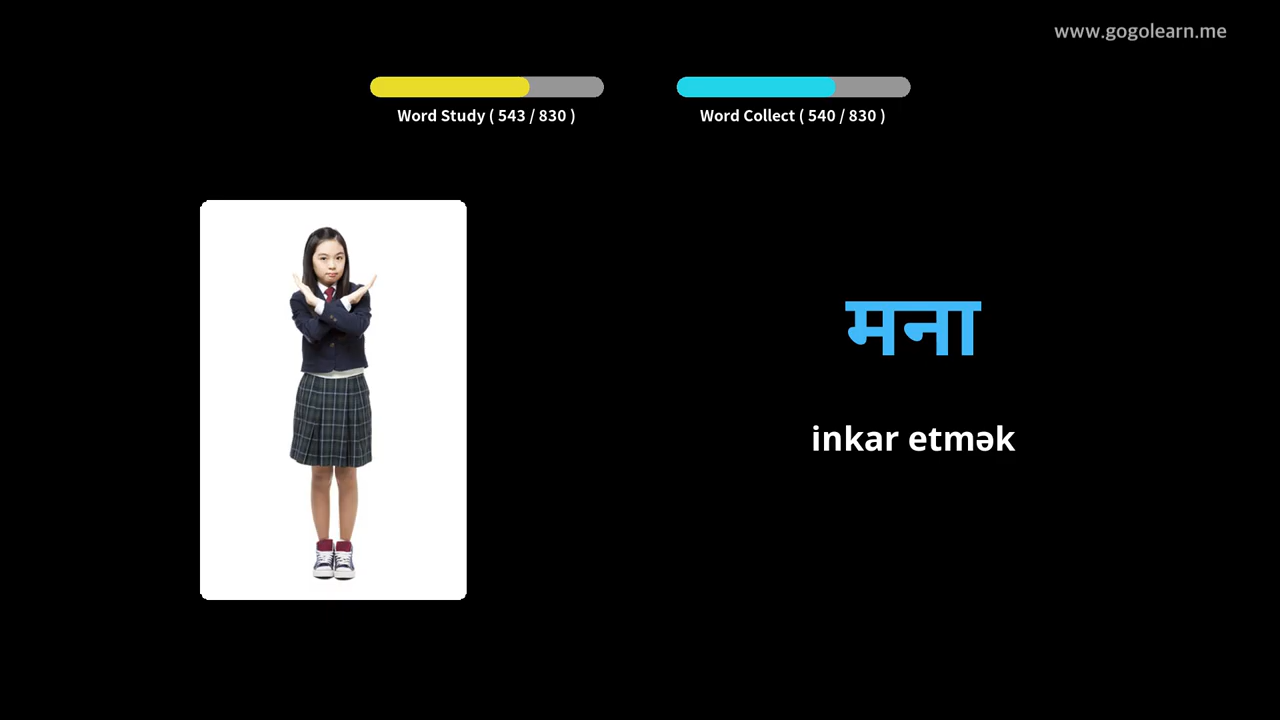 www.gogolearn.me
Word Study ( 543 / 830 )
Word Collect ( 540 / 830 )
मना
inkar etmək